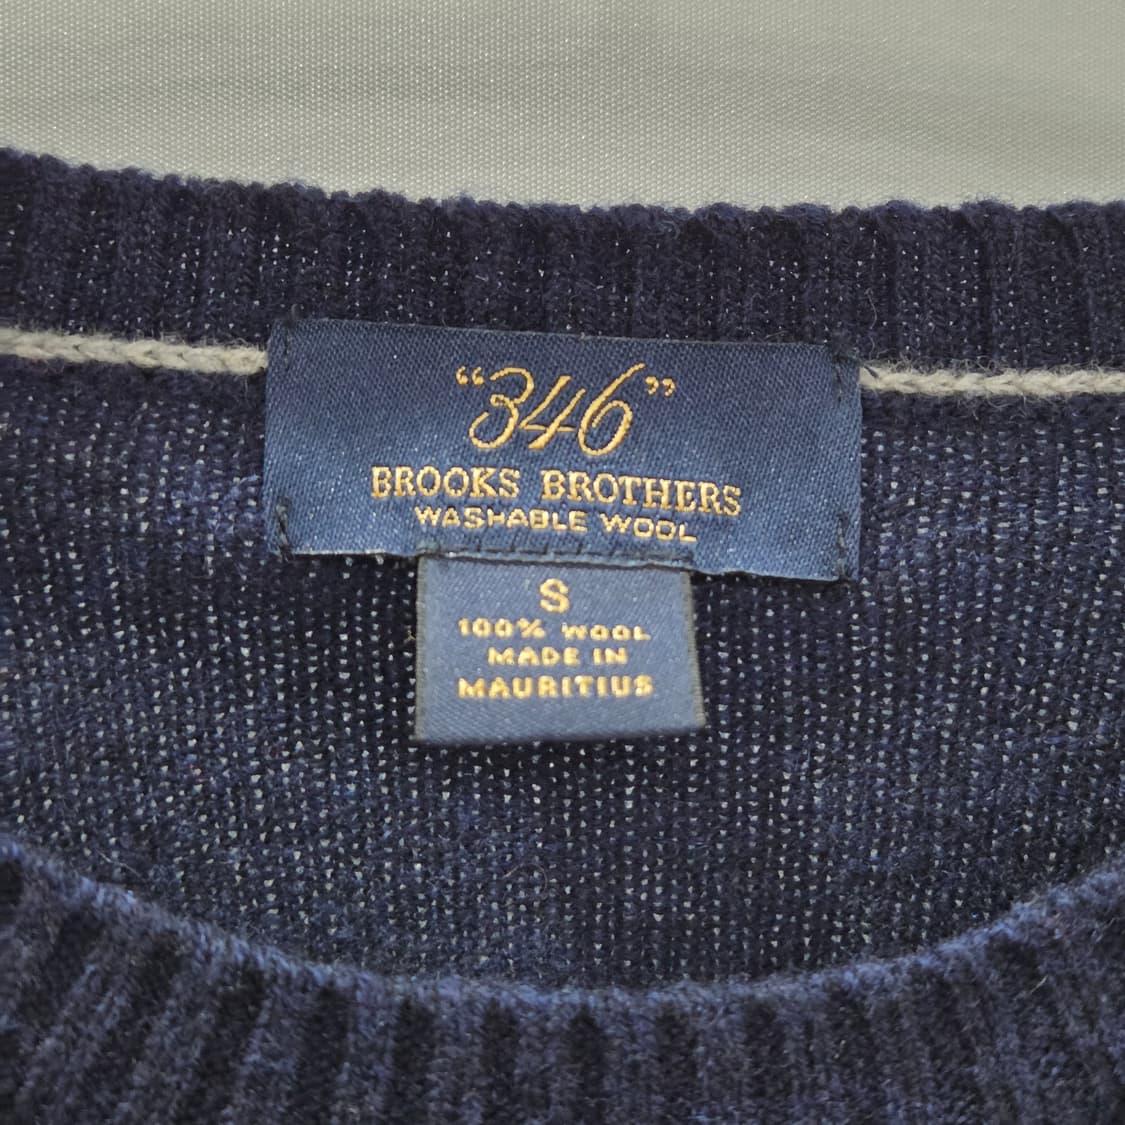 “346”
BROOKS BROTHERS
WASHABLE WOOL
S
100% WOOL
MADE IN
MAURITIUS